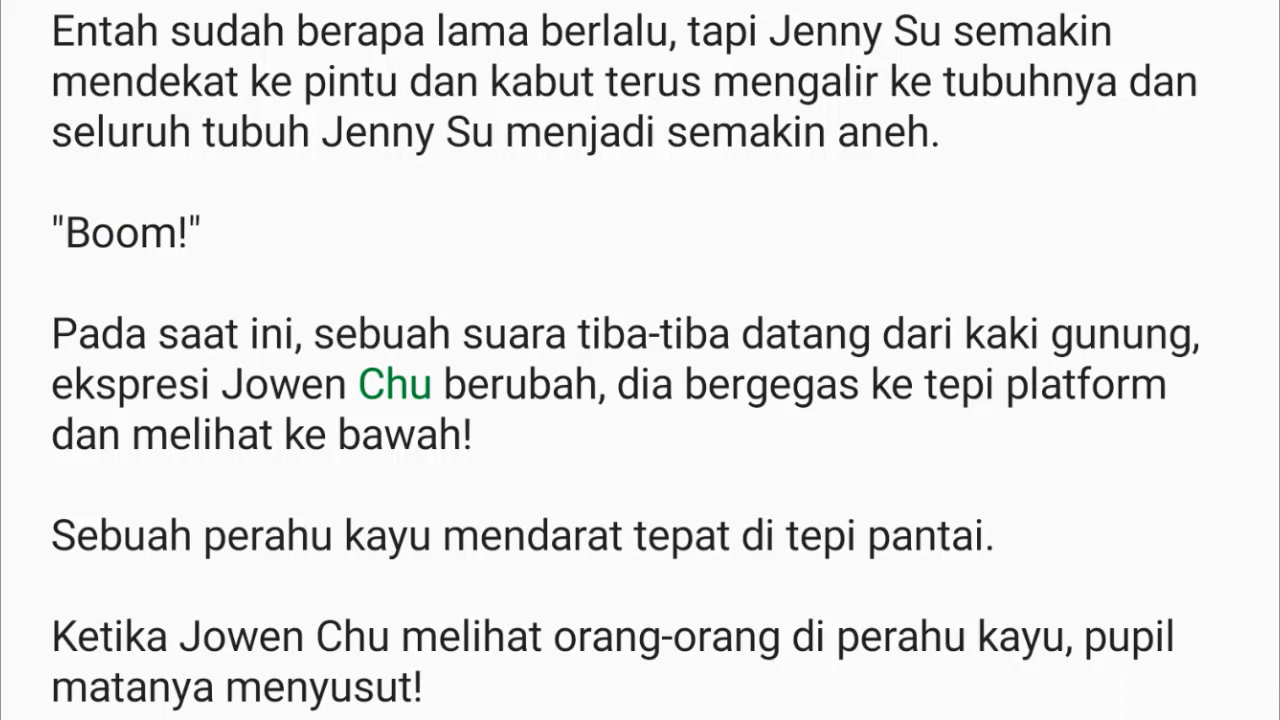 Entah sudah berapa lama berlalu, tapi Jenny Su semakin
mendekat ke pintu dan kabut terus mengalir ke tubuhnya dan
seluruh tubuh Jenny Su menjadi semakin aneh.
"Boom!"
Pada saat ini, sebuah suara tiba-tiba datang dari kaki gunung,
ekspresi Jowen Chu berubah, dia bergegas ke tepi platform
dan melihat ke bawah!
Sebuah perahu kayu mendarat tepat di tepi pantai.
Ketika Jowen Chu melihat orang-orang di perahu kayu, pupil
matanya menyusut!